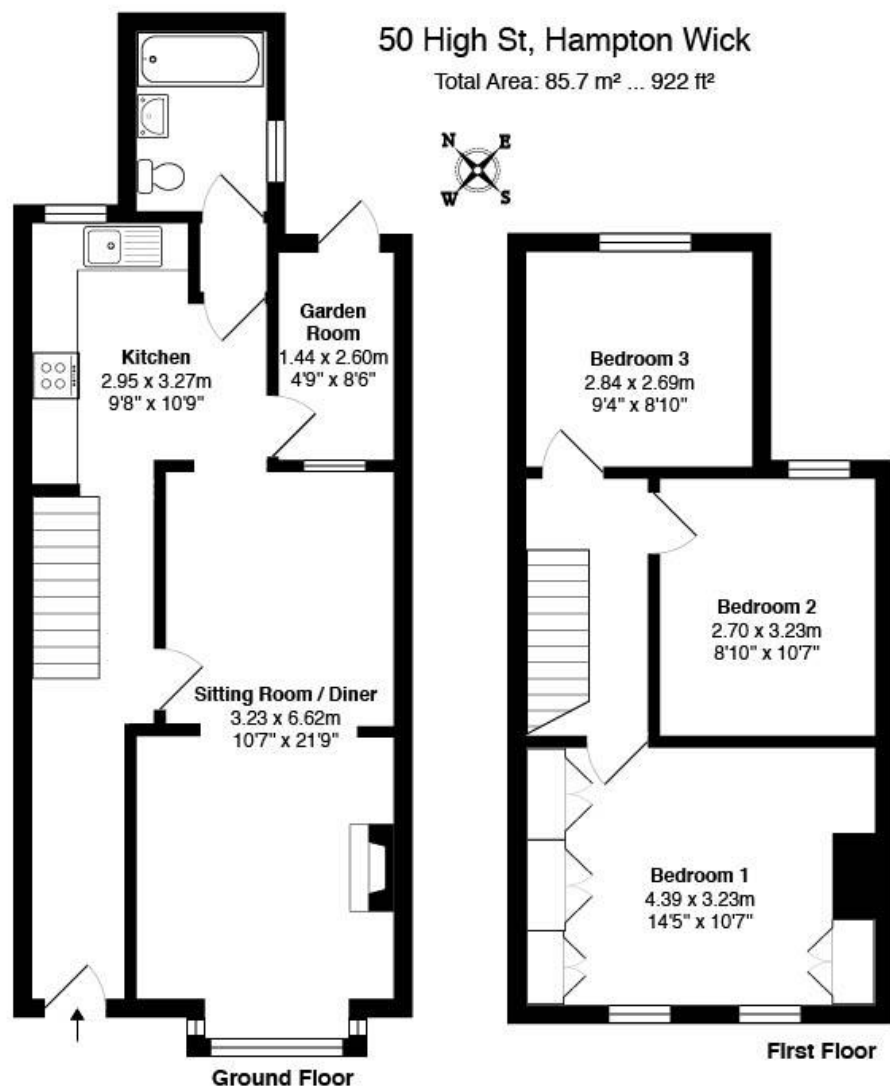 50 High St, Hampton Wick
Total Area: 85.7 m² ... 922 ft²
N E
W S
Garden
Room
1.44 x 2.60m
4'9" x 8'6"
Kitchen
2.95 x 3.27m
9'8" x 10'9"
Bedroom 3
2.84 x 2.69m
9'4" x 8'10"
Bedroom 2
2.70 x 3.23m
8'10" x 10'7"
Sitting Room / Diner
3.23 x 6.62m
10'7" x 21'9"
Bedroom 1
4.39 x 3.23m
14'5" x 10'7"
Ground Floor
First Floor